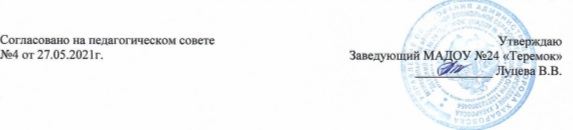 Согласовано на педагогическом совете
№4 от 27.05.2021г.
Утверждаю
Заведующий МАДОУ №24 «Теремок»
Луцева В.В.